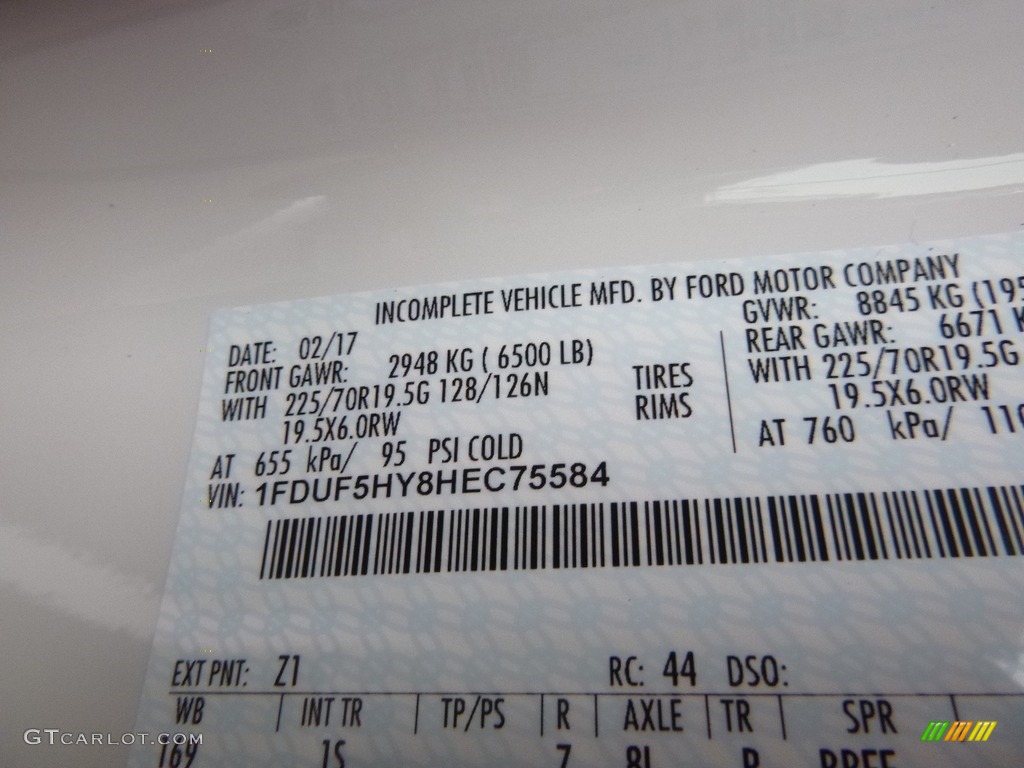 INCOMPLETE VEHICLE MFD. BY FORD MOTOR COMPANY
DATE: 02/17
GVWR: 8845 KG
FRONT GAWR: 2948 KG ( 6500 LB)
REAR GAWR: 6671
WITH 225/70R19.5G 128/126N
TIRES
WITH 225/70R19.5G
19.5X6.0RW
RIMS
19.5X6.0RW
AT 655 kPa/ 95 PSI COLD
AT 760 kPa/
VIN: 1FDUF5HY8HEC75584
EXT PNT: Z1 RC: 44 DSO:
WB INT TR TP/PS R AXLE TR SPR
169 1S 7
GTCARLOT.COM